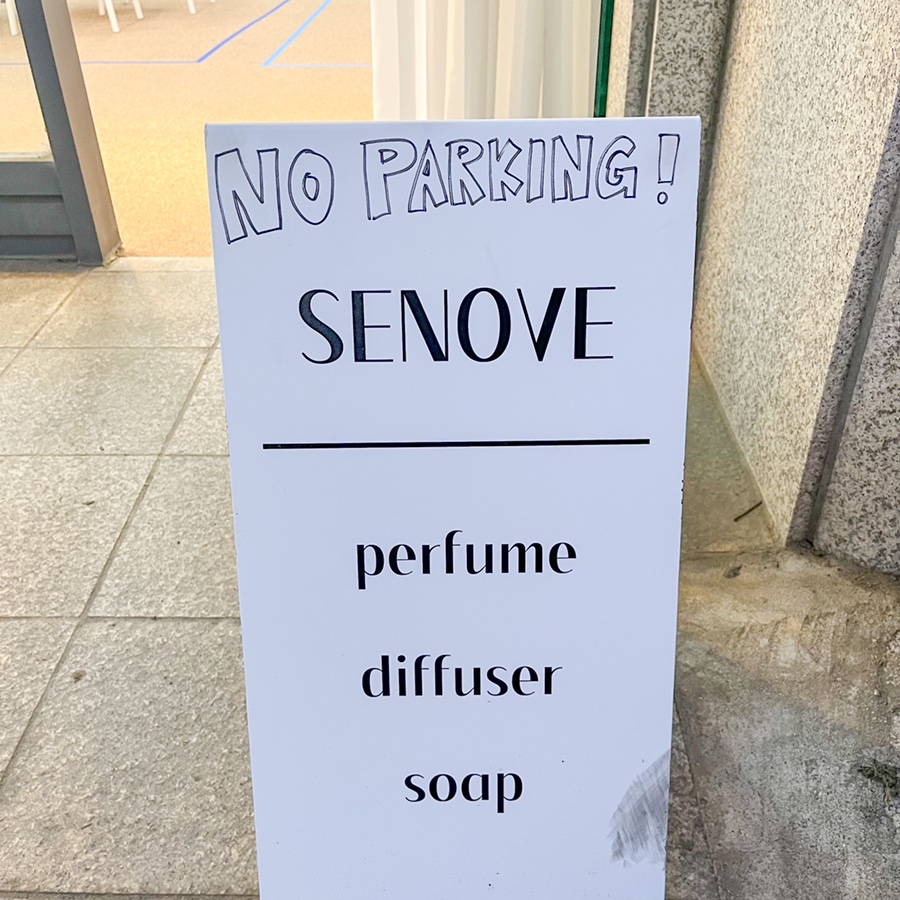 NO PARKING!
SENOVE
perfume
diffuser
soap